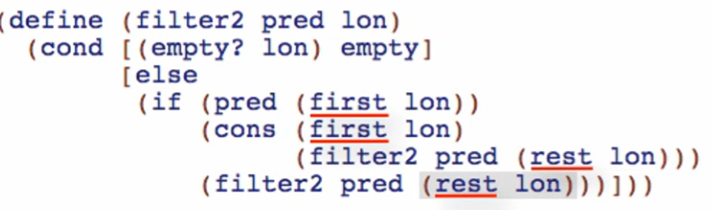 (define (filter2 pred lon)
(cond [(empty? lon) empty]
[else
(if (pred (first lon))
(cons (first lon)
(filter2 pred (rest lon)))
(filter2 pred (rest lon)))]))